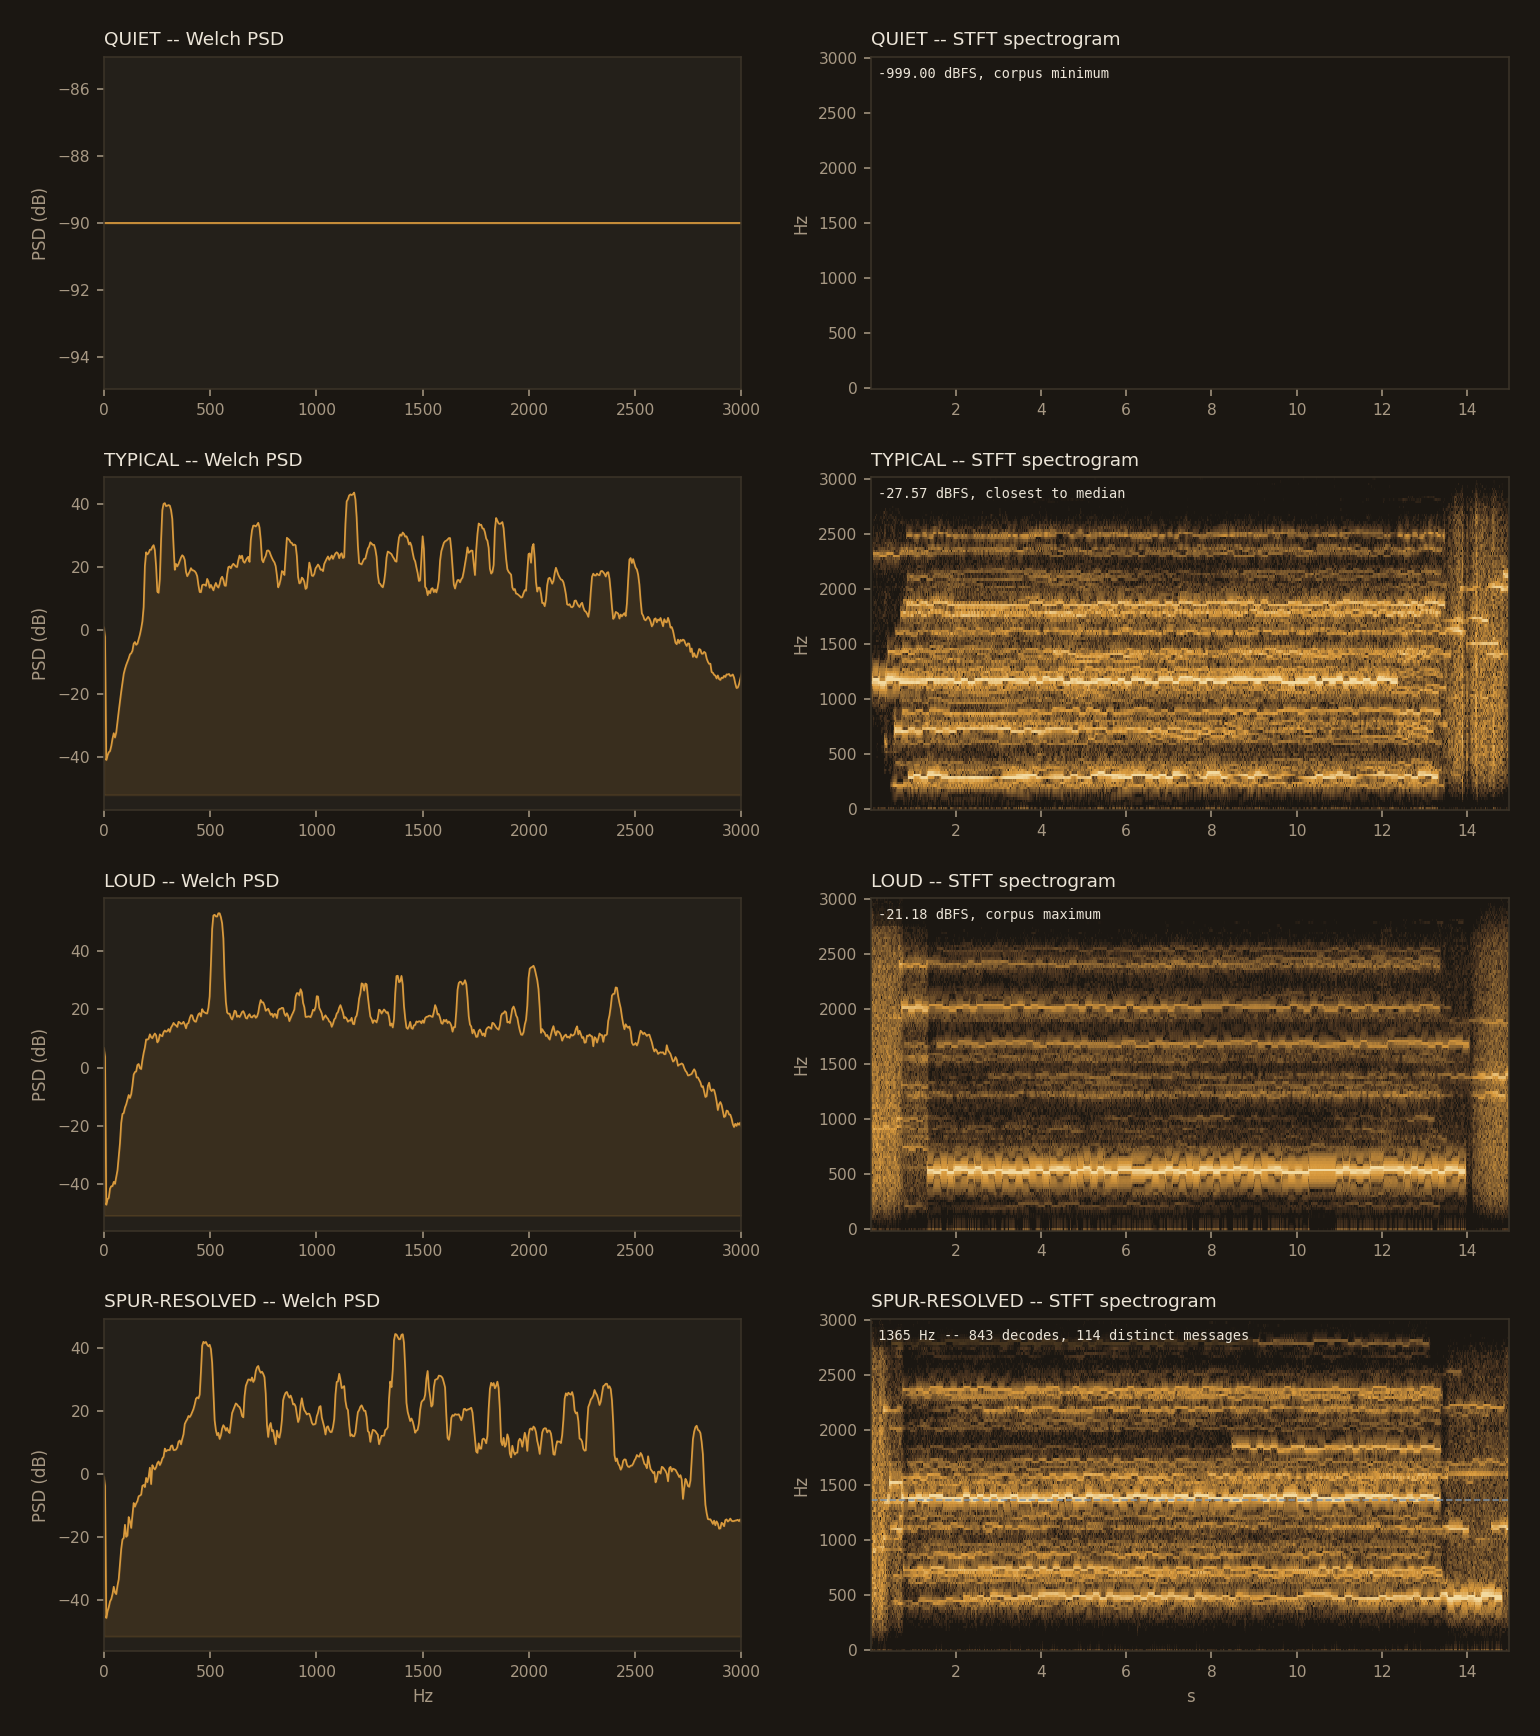 QUIET -- Welch PSD
PSD (dB)
−86
−88
−90
−92
−94
0 500 1000 1500 2000 2500 3000
QUIET -- STFT spectrogram
-999.00 dBFS, corpus minimum
Hz
3000
2500
2000
1500
1000
500
0
2 4 6 8 10 12 14
TYPICAL -- Welch PSD
PSD (dB)
40
20
0
−20
−40
0 500 1000 1500 2000 2500 3000
TYPICAL -- STFT spectrogram
-27.57 dBFS, closest to median
Hz
3000
2500
2000
1500
1000
500
0
2 4 6 8 10 12 14
LOUD -- Welch PSD
PSD (dB)
40
20
0
−20
−40
0 500 1000 1500 2000 2500 3000
LOUD -- STFT spectrogram
-21.18 dBFS, corpus maximum
Hz
3000
2500
2000
1500
1000
500
0
2 4 6 8 10 12 14
SPUR-RESOLVED -- Welch PSD
PSD (dB)
40
20
0
−20
−40
0 500 1000 1500 2000 2500 3000
Hz
SPUR-RESOLVED -- STFT spectrogram
1365 Hz -- 843 decodes, 114 distinct messages
Hz
3000
2500
2000
1500
1000
500
0
2 4 6 8 10 12 14
s